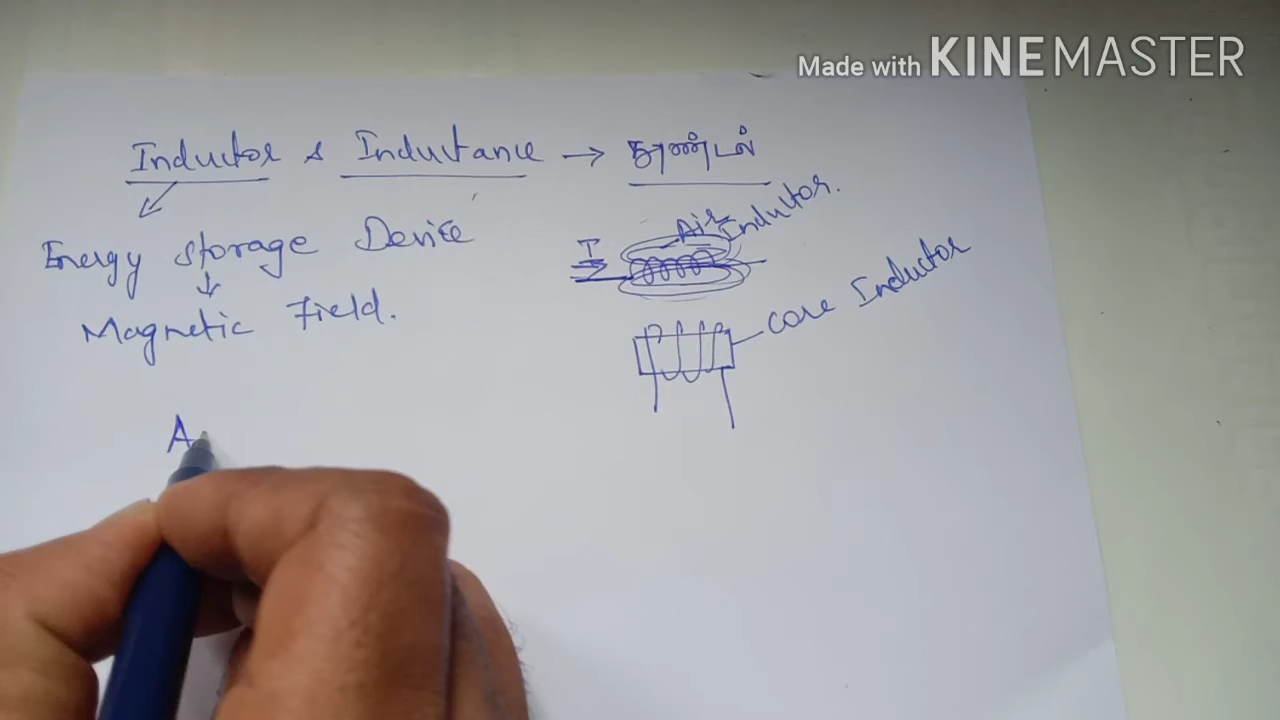 Made with KINEMASTER
Inductor & Inductance → தூண்டல்
Energy storage Device
↓
Magnetic Field.
I
Air Inductor.
core Inductor
A